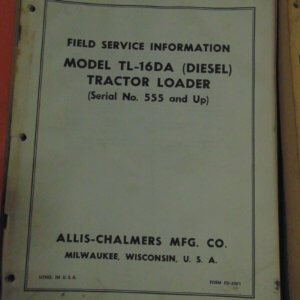 FIELD SERVICE INFORMATION
MODEL TL-16DA (DIESEL)
TRACTOR LOADER
(Serial No. 555 and Up)
ALLIS-CHALMERS MFG. CO.
MILWAUKEE, WISCONSIN, U. S. A.
LITHO. IN U.S.A.
FORM